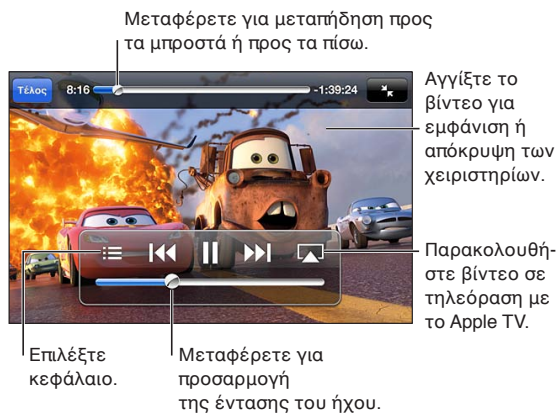 Μεταφέρετε για μεταπήδηση προς
τα μπροστά ή προς τα πίσω.
Τέλος 8:16 -1:39:24
Αγγίξτε το
βίντεο για
εμφάνιση ή
απόκρυψη των
χειριστηρίων.
Παρακολουθή-
στε βίντεο σε
τηλεόραση με
το Apple TV.
Επιλέξτε
κεφάλαιο.
Μεταφέρετε για
προσαρμογή
της έντασης του ήχου.